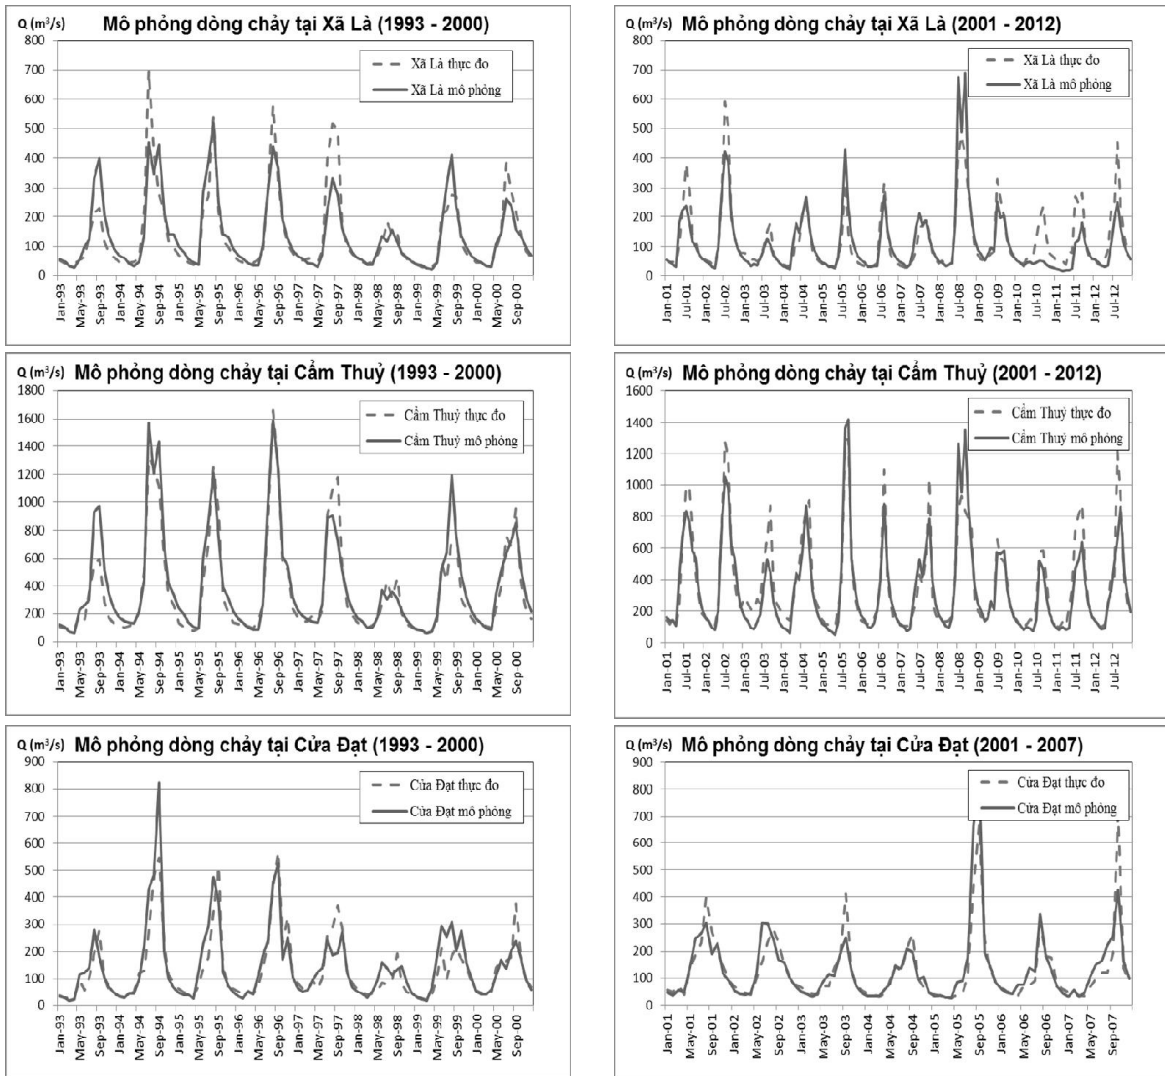 Q (m³/s) Mô phỏng dòng chảy tại Xã Là (1993 - 2000)
Xã Là thực đo
Xã Là mô phỏng
800
700
600
500
400
300
200
100
0
Jan-93 May-93 Sep-93 Jan-94 May-94 Sep-94 Jan-95 May-95 Sep-95 Jan-96 May-96 Sep-96 Jan-97 May-97 Sep-97 Jan-98 May-98 Sep-98 Jan-99 May-99 Sep-99 Jan-00 May-00 Sep-00
Q (m³/s) Mô phỏng dòng chảy tại Xã Là (2001 - 2012)
Xã Là thực đo
Xã Là mô phỏng
800
700
600
500
400
300
200
100
0
Jan-01 Jul-01 Jan-02 Jul-02 Jan-03 Jul-03 Jan-04 Jul-04 Jan-05 Jul-05 Jan-06 Jul-06 Jan-07 Jul-07 Jan-08 Jul-08 Jan-09 Jul-09 Jan-10 Jul-10 Jan-11 Jul-11 Jan-12 Jul-12
Q (m³/s) Mô phỏng dòng chảy tại Cẩm Thuỷ (1993 - 2000)
Cẩm Thuỷ thực đo
Cẩm Thuỷ mô phỏng
1800
1600
1400
1200
1000
800
600
400
200
0
Jan-93 May-93 Sep-93 Jan-94 May-94 Sep-94 Jan-95 May-95 Sep-95 Jan-96 May-96 Sep-96 Jan-97 May-97 Sep-97 Jan-98 May-98 Sep-98 Jan-99 May-99 Sep-99 Jan-00 May-00 Sep-00
Q (m³/s) Mô phỏng dòng chảy tại Cẩm Thuỷ (2001 - 2012)
Cẩm Thuỷ thực đo
Cẩm Thuỷ mô phỏng
1600
1400
1200
1000
800
600
400
200
0
Jan-01 Jul-01 Jan-02 Jul-02 Jan-03 Jul-03 Jan-04 Jul-04 Jan-05 Jul-05 Jan-06 Jul-06 Jan-07 Jul-07 Jan-08 Jul-08 Jan-09 Jul-09 Jan-10 Jul-10 Jan-11 Jul-11 Jan-12 Jul-12
Q (m³/s) Mô phỏng dòng chảy tại Cửa Đạt (1993 - 2000)
Cửa Đạt thực đo
Cửa Đạt mô phỏng
900
800
700
600
500
400
300
200
100
0
Jan-93 May-93 Sep-93 Jan-94 May-94 Sep-94 Jan-95 May-95 Sep-95 Jan-96 May-96 Sep-96 Jan-97 May-97 Sep-97 Jan-98 May-98 Sep-98 Jan-99 May-99 Sep-99 Jan-00 May-00 Sep-00
Q (m³/s) Mô phỏng dòng chảy tại Cửa Đạt (2001 - 2007)
Cửa Đạt thực đo
Cửa Đạt mô phỏng
900
800
700
600
500
400
300
200
100
0
Jan-01 May-01 Sep-01 Jan-02 May-02 Sep-02 Jan-03 May-03 Sep-03 Jan-04 May-04 Sep-04 Jan-05 May-05 Sep-05 Jan-06 May-06 Sep-06 Jan-07 May-07 Sep-07